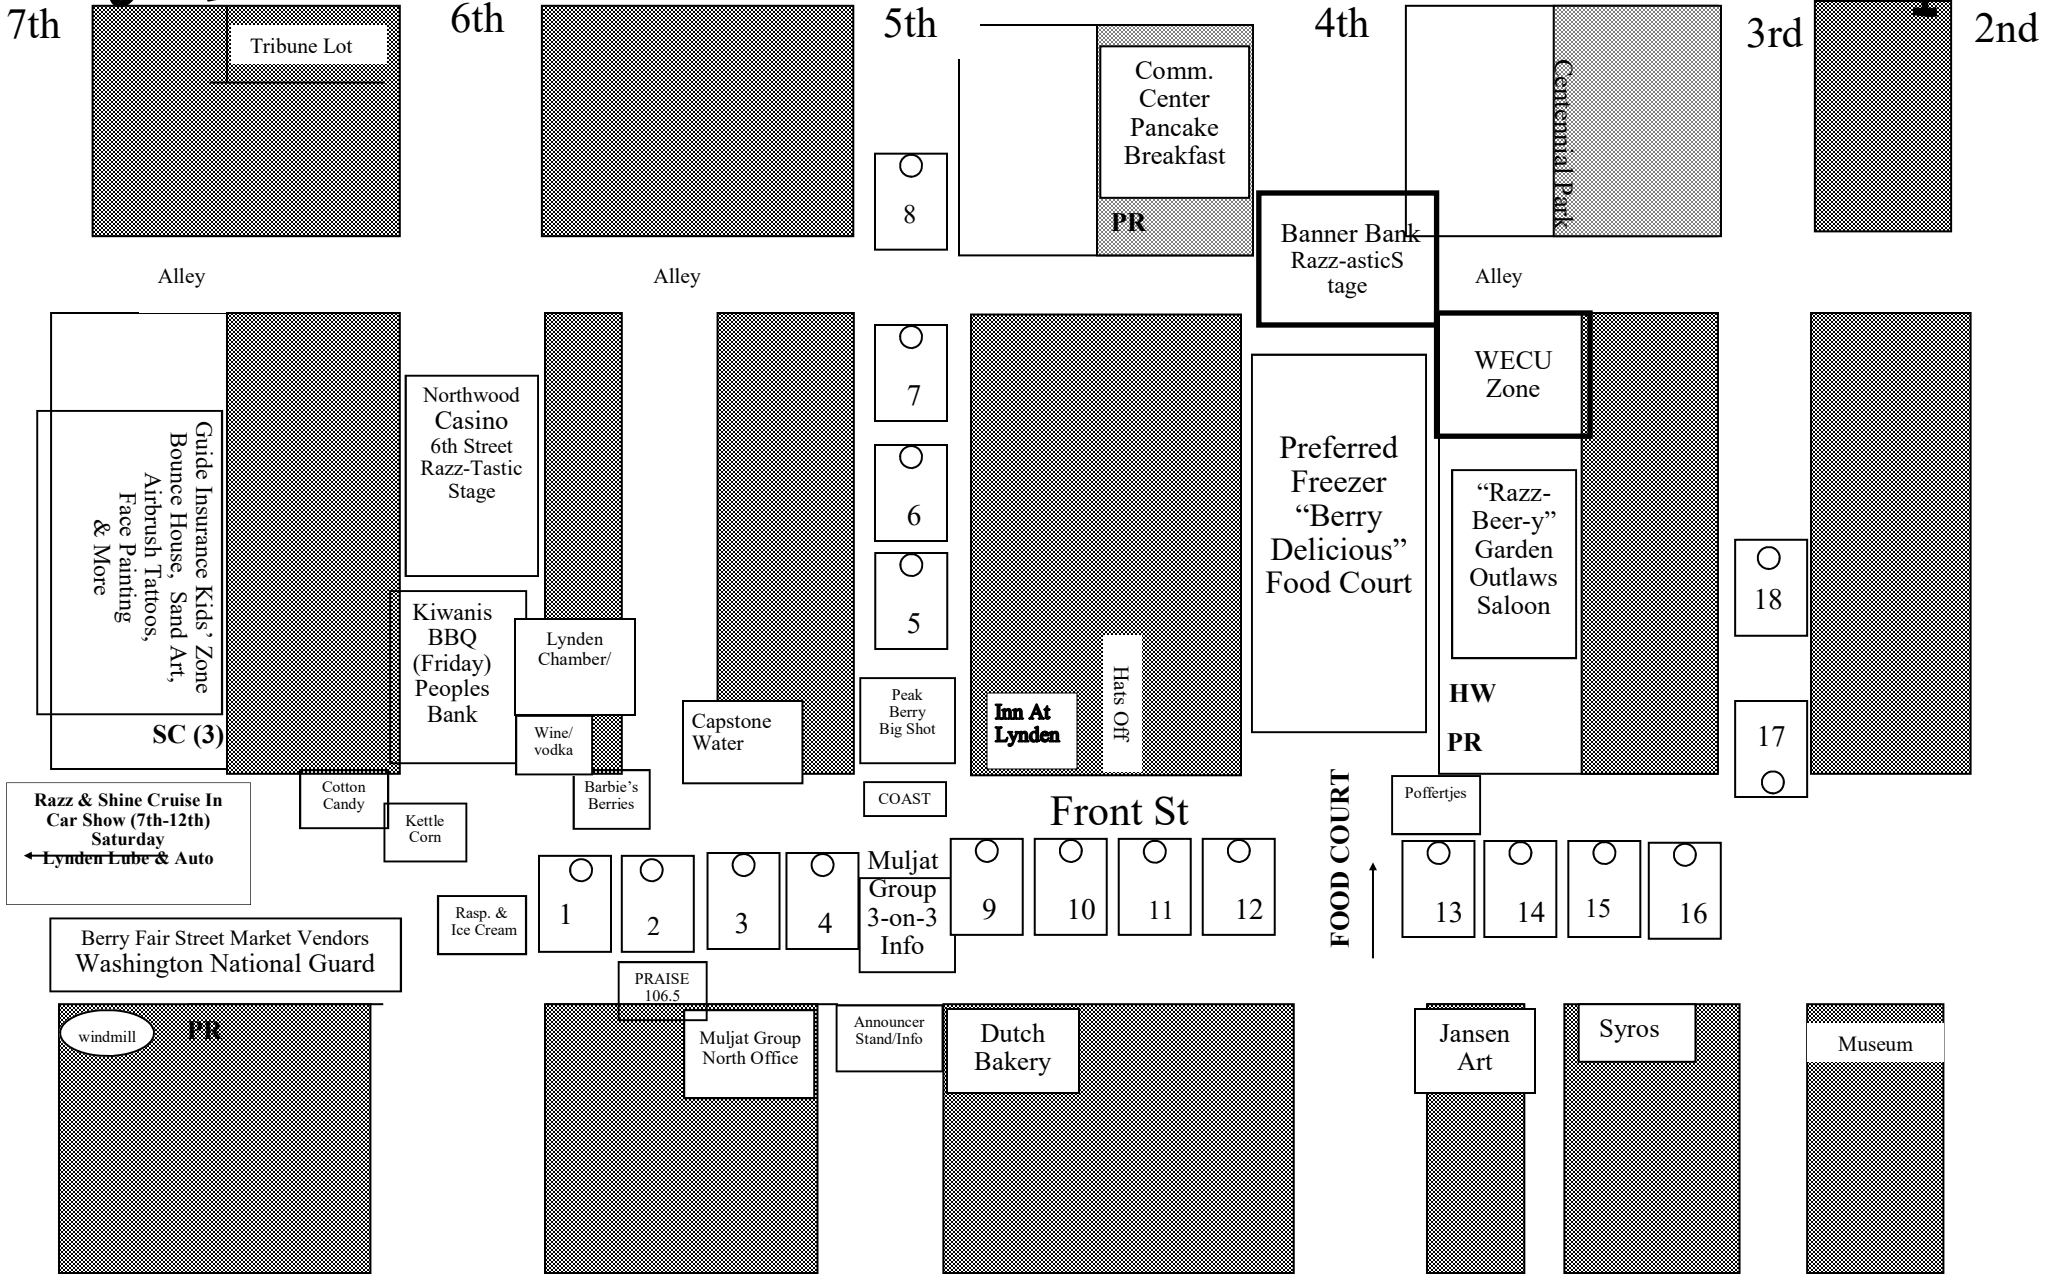 7th
6th
5th
4th
3rd
2nd
Tribune Lot
Comm.
Center
Pancake
Breakfast
PR
Centennial Park
8
Banner Bank
Razz-asticS
tage
Alley
Alley
Alley
Guide Insurance Kids’ Zone
Bounce House, Sand Art,
Airbrush Tattoos,
Face Painting
& More
SC (3)
Northwood
Casino
6th Street
Razz-Tastic
Stage
Kiwanis
BBQ
(Friday)
Peoples
Bank
Lynden
Chamber/
Wine/
vodka
Capstone
Water
7
6
5
Peak
Berry
Big Shot
COAST
Inn At
Lynden
Hats Off
Preferred
Freezer
“Berry
Delicious”
Food Court
WECU
Zone
“Razz-
Beer-y”
Garden
Outlaws
Saloon
HW
PR
18
17
Razz & Shine Cruise In
Car Show (7th-12th)
Saturday
Lynden Lube & Auto
Cotton
Candy
Kettle
Corn
Barbie’s
Berries
Front St
FOOD COURT
Poffertjes
Rasp. &
Ice Cream
1
2
3
4
Muljat
Group
3-on-3
Info
9
10
11
12
13
14
15
16
Berry Fair Street Market Vendors
Washington National Guard
windmill
PR
PRAISE
106.5
Muljat Group
North Office
Announcer
Stand/Info
Dutch
Bakery
Jansen
Art
Syros
Museum